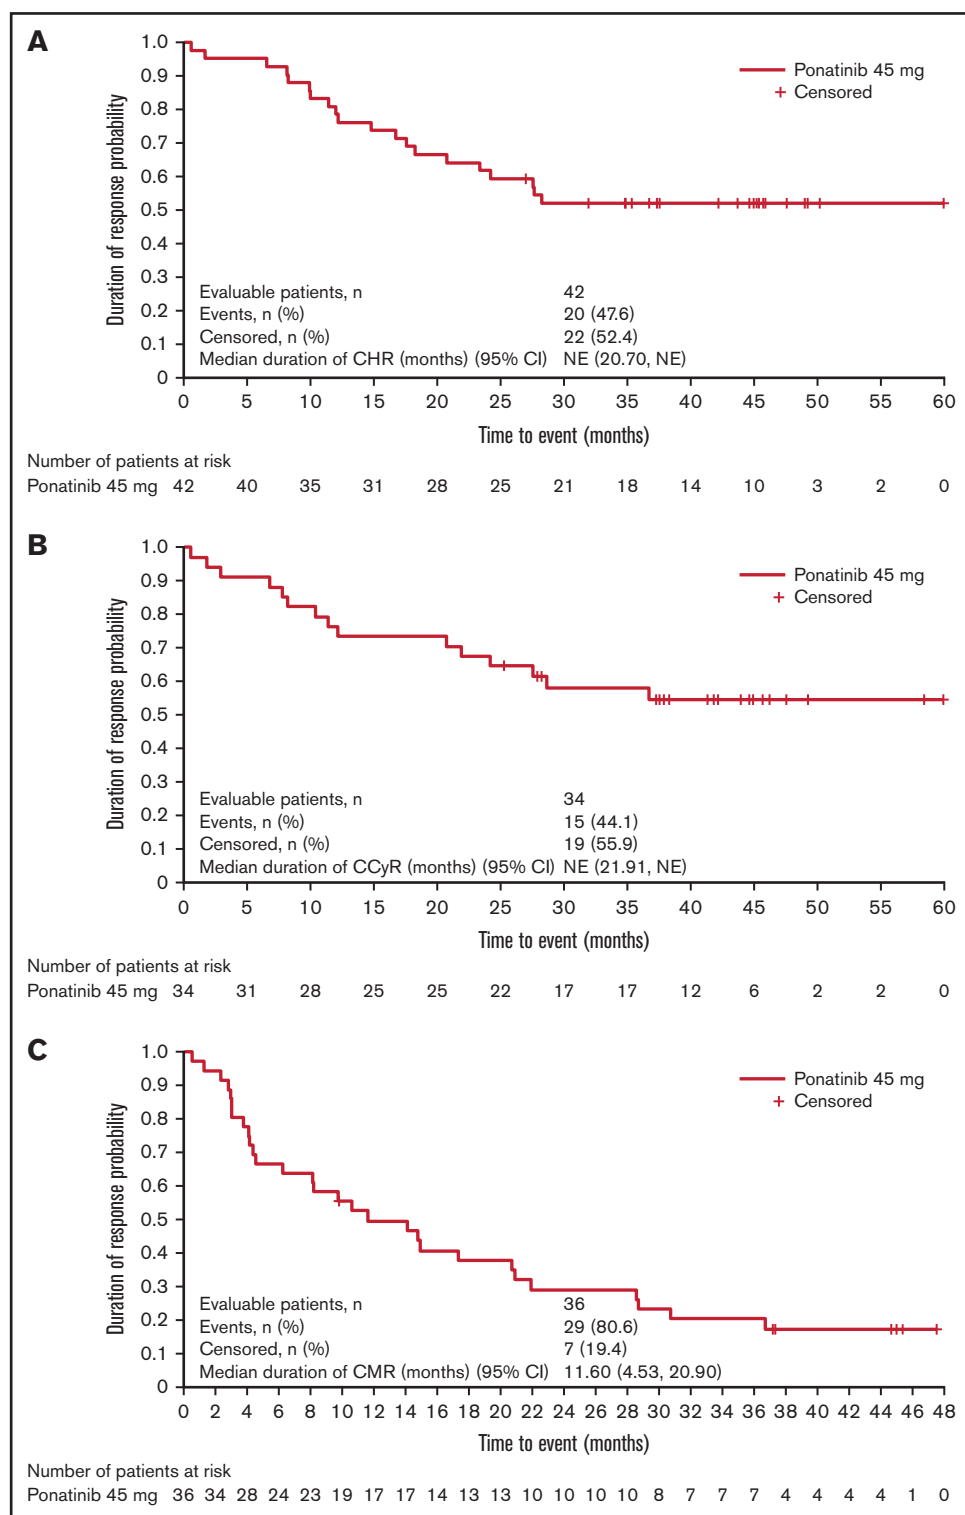 A
1.0
0.9
0.8
0.7
0.6
0.5
0.4
0.3
0.2
0.1
0
Duration of response probability
Ponatinib 45 mg
Censored
Evaluable patients, n 42
Events, n (%) 20 (47.6)
Censored, n (%) 22 (52.4)
Median duration of CHR (months) (95% CI) NE (20.70, NE)
0 5 10 15 20 25 30 35 40 45 50 55 60
Time to event (months)
Number of patients at risk
Ponatinib 45 mg 42 40 35 31 28 25 21 18 14 10 3 2 0
B
1.0
0.9
0.8
0.7
0.6
0.5
0.4
0.3
0.2
0.1
0
Duration of response probability
Ponatinib 45 mg
Censored
Evaluable patients, n 34
Events, n (%) 15 (44.1)
Censored, n (%) 19 (55.9)
Median duration of CCyR (months) (95% CI) NE (21.91, NE)
0 5 10 15 20 25 30 35 40 45 50 55 60
Time to event (months)
Number of patients at risk
Ponatinib 45 mg 34 31 28 25 25 22 17 17 12 6 2 2 0
C
1.0
0.9
0.8
0.7
0.6
0.5
0.4
0.3
0.2
0.1
0
Duration of response probability
Ponatinib 45 mg
Censored
Evaluable patients, n 36
Events, n (%) 29 (80.6)
Censored, n (%) 7 (19.4)
Median duration of CMR (months) (95% CI) 11.60 (4.53, 20.90)
0 2 4 6 8 10 12 14 16 18 20 22 24 26 28 30 32 34 36 38 40 42 44 46 48
Time to event (months)
Number of patients at risk
Ponatinib 45 mg 36 34 28 24 23 19 17 17 14 13 13 10 10 10 10 8 7 7 7 4 4 4 4 1 0